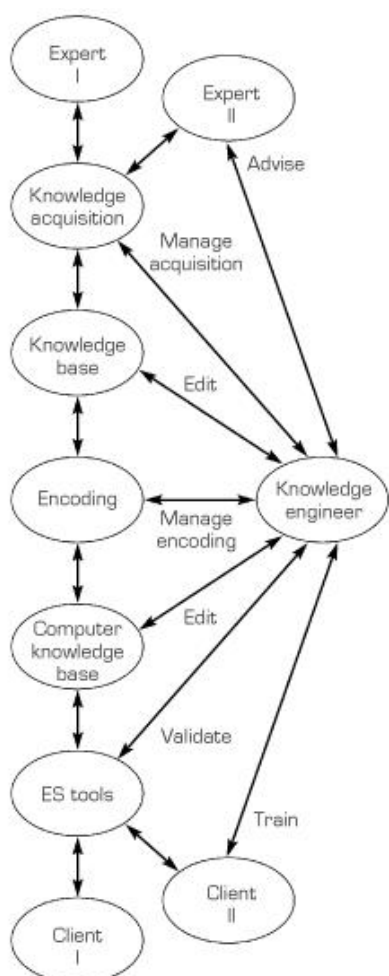 Expert
I
Expert
II
Advise
Knowledge
acquisition
Manage
acquisition
Knowledge
base
Edit
Encoding
Knowledge
engineer
Manage
encoding
Computer
knowledge
base
Edit
Validate
ES tools
Train
Client
II
Client
I